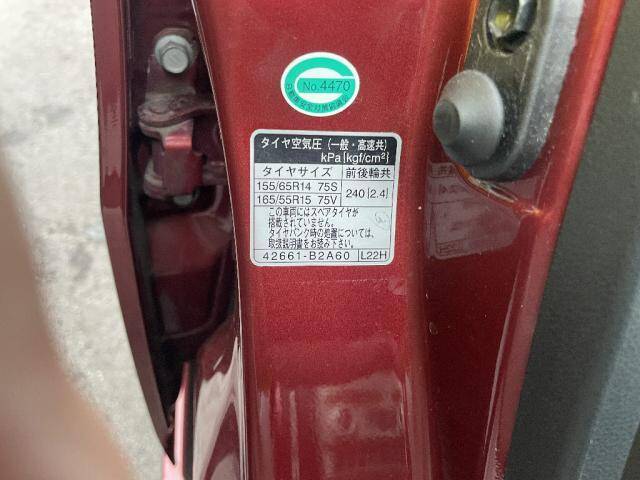 No.4470
タイヤ空気圧 (一般・高速共)
kPa{kgf/cm²}
タイヤサイズ 前後輪共
155/65R14 75S
165/55R15 75V
240{2.4}
この車両にはスペアタイヤが
搭載されていません。
タイヤパンク時の処置については、
取扱説明書をお読み下さい。
42661-B2A60 L22H